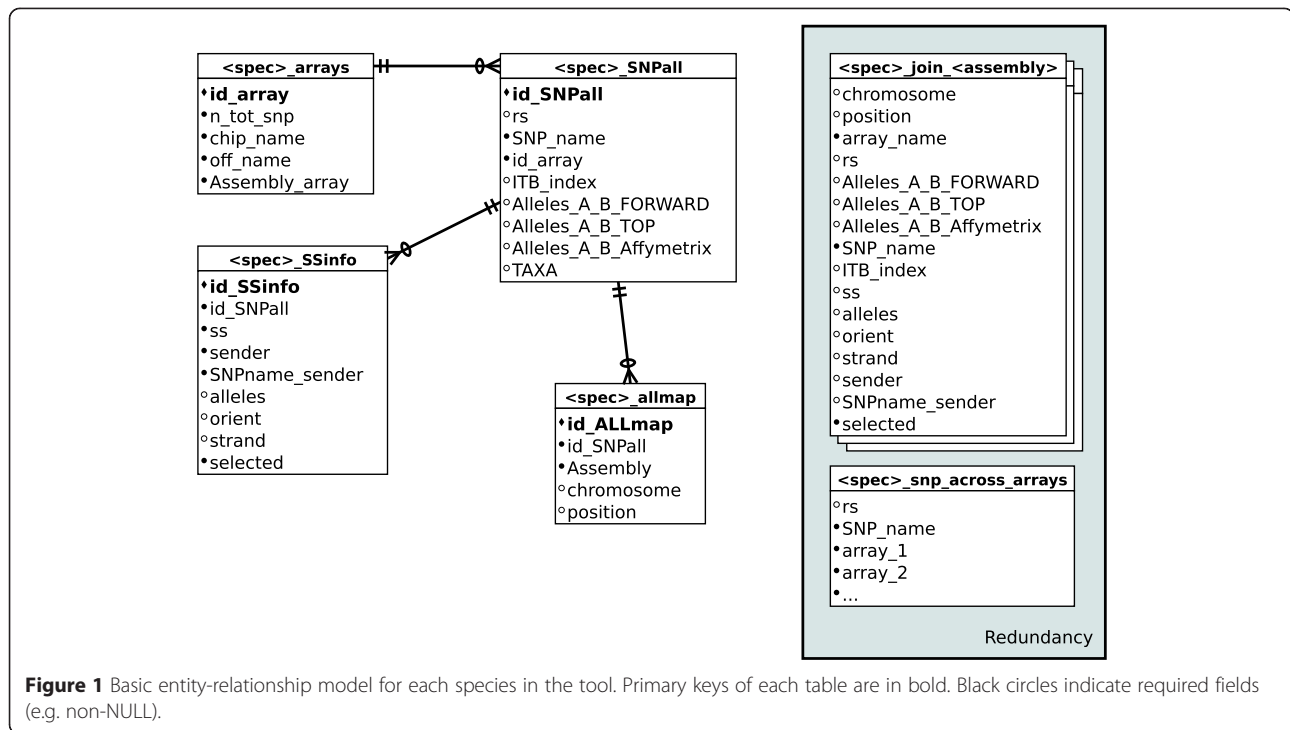 <spec>_arrays
id_array
n_tot_snp
chip_name
off_name
Assembly_array
<spec>_SNPall
id_SNPall
rs
SNP_name
id_array
ITB_index
Alleles_A_B_FORWARD
Alleles_A_B_TOP
Alleles_A_B_Affymetrix
TAXA
<spec>_SSinfo
id_SSinfo
id_SNPall
ss
sender
SNPname_sender
alleles
orient
strand
selected
<spec>_allmap
id_ALLmap
id_SNPall
Assembly
chromosome
position
<spec>_join_<assembly>
chromosome
position
array_name
rs
Alleles_A_B_FORWARD
Alleles_A_B_TOP
Alleles_A_B_Affymetrix
SNP_name
ITB_index
ss
alleles
orient
strand
sender
SNPname_sender
selected
<spec>_snp_across_arrays
rs
SNP_name
array_1
array_2
...
Redundancy
Figure 1 Basic entity-relationship model for each species in the tool. Primary keys of each table are in bold. Black circles indicate required fields
(e.g. non-NULL).